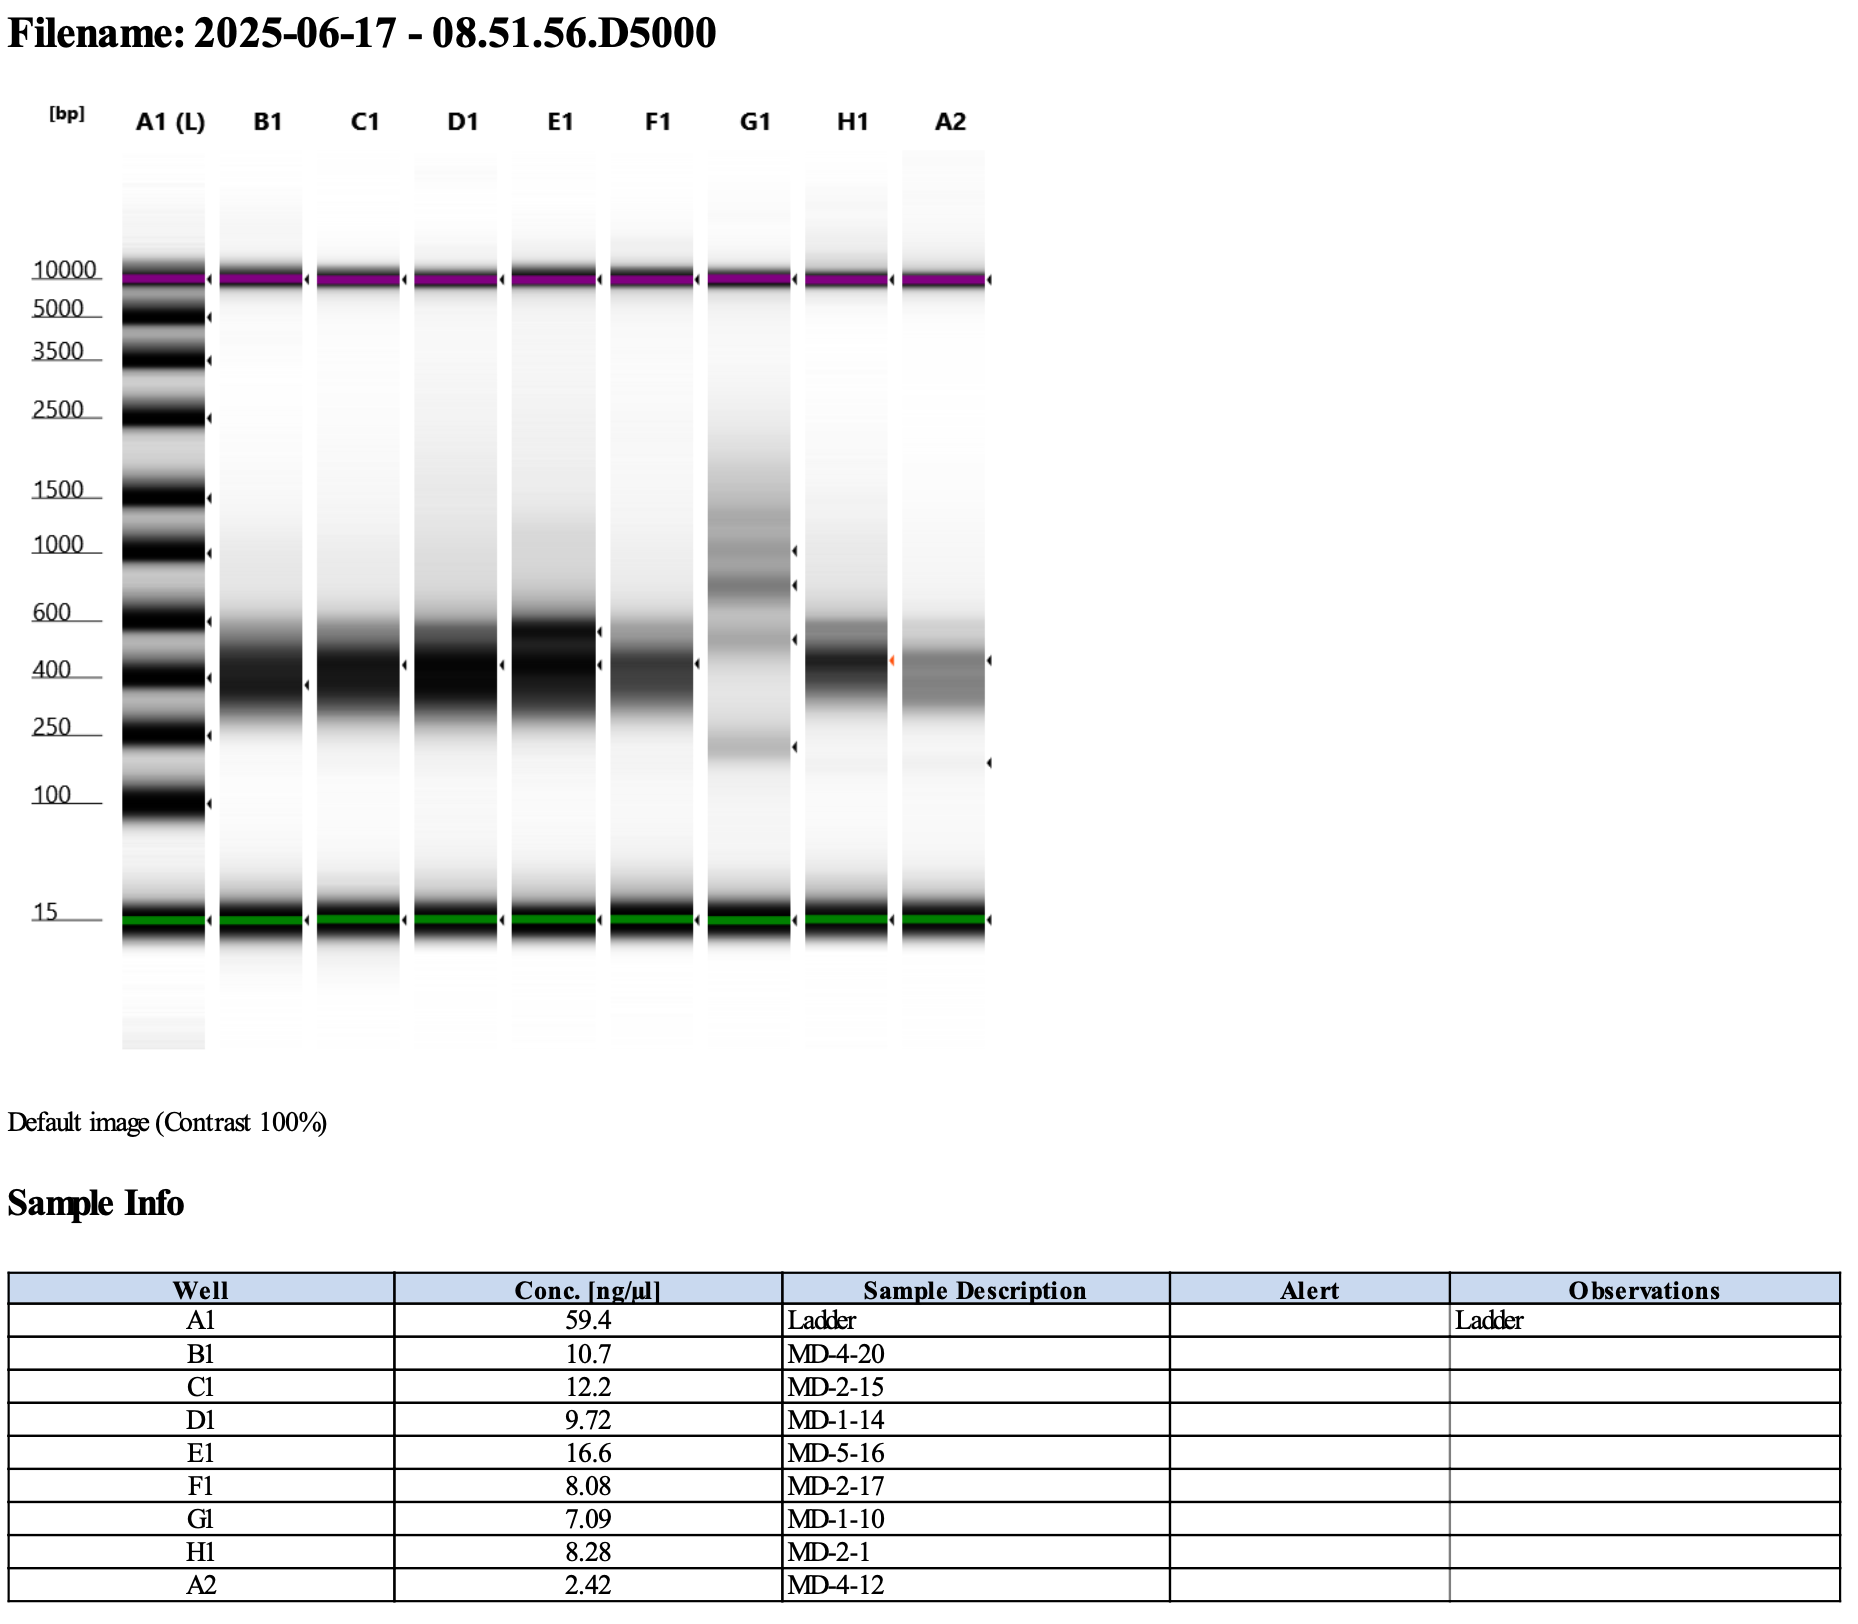 Filename: 2025-06-17 - 08.51.56.D5000
[bp] A1 (L) B1 C1 D1 E1 F1 G1 H1 A2
10000
5000
3500
2500
1500
1000
600
400
250
100
15
Default image (Contrast 100%)
Sample Info
Well Conc. [ng/µl] Sample Description Alert Observations
A1 59.4 Ladder Ladder
B1 10.7 MD-4-20
C1 12.2 MD-2-15
D1 9.72 MD-1-14
E1 16.6 MD-5-16
F1 8.08 MD-2-17
G1 7.09 MD-1-10
H1 8.28 MD-2-1
A2 2.42 MD-4-12